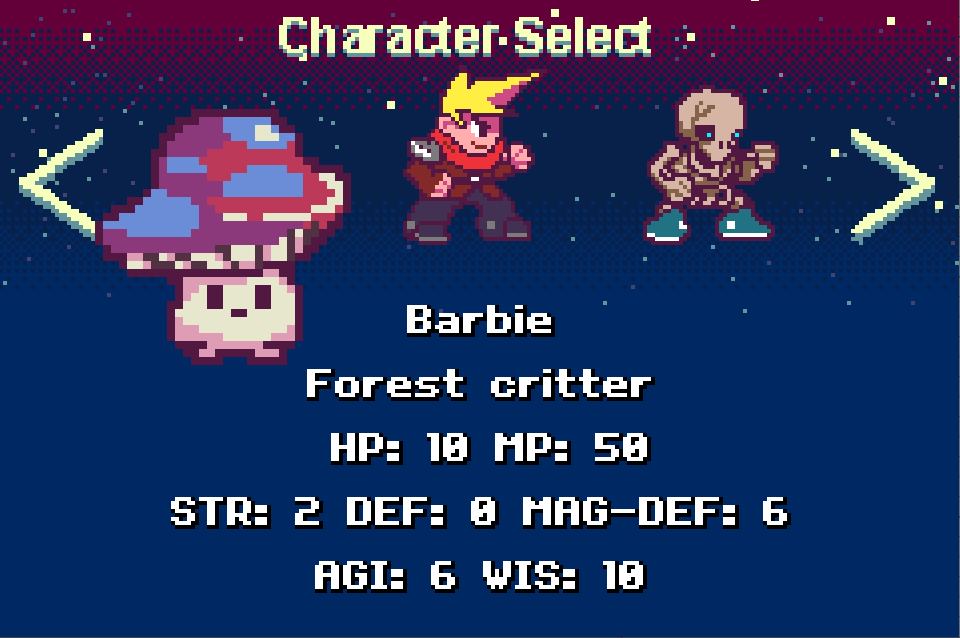 Character Select
Barbie
Forest critter
HP: 10 MP: 50
STR: 2 DEF: 0 MAG-DEF: 6
AGI: 6 WIS: 10